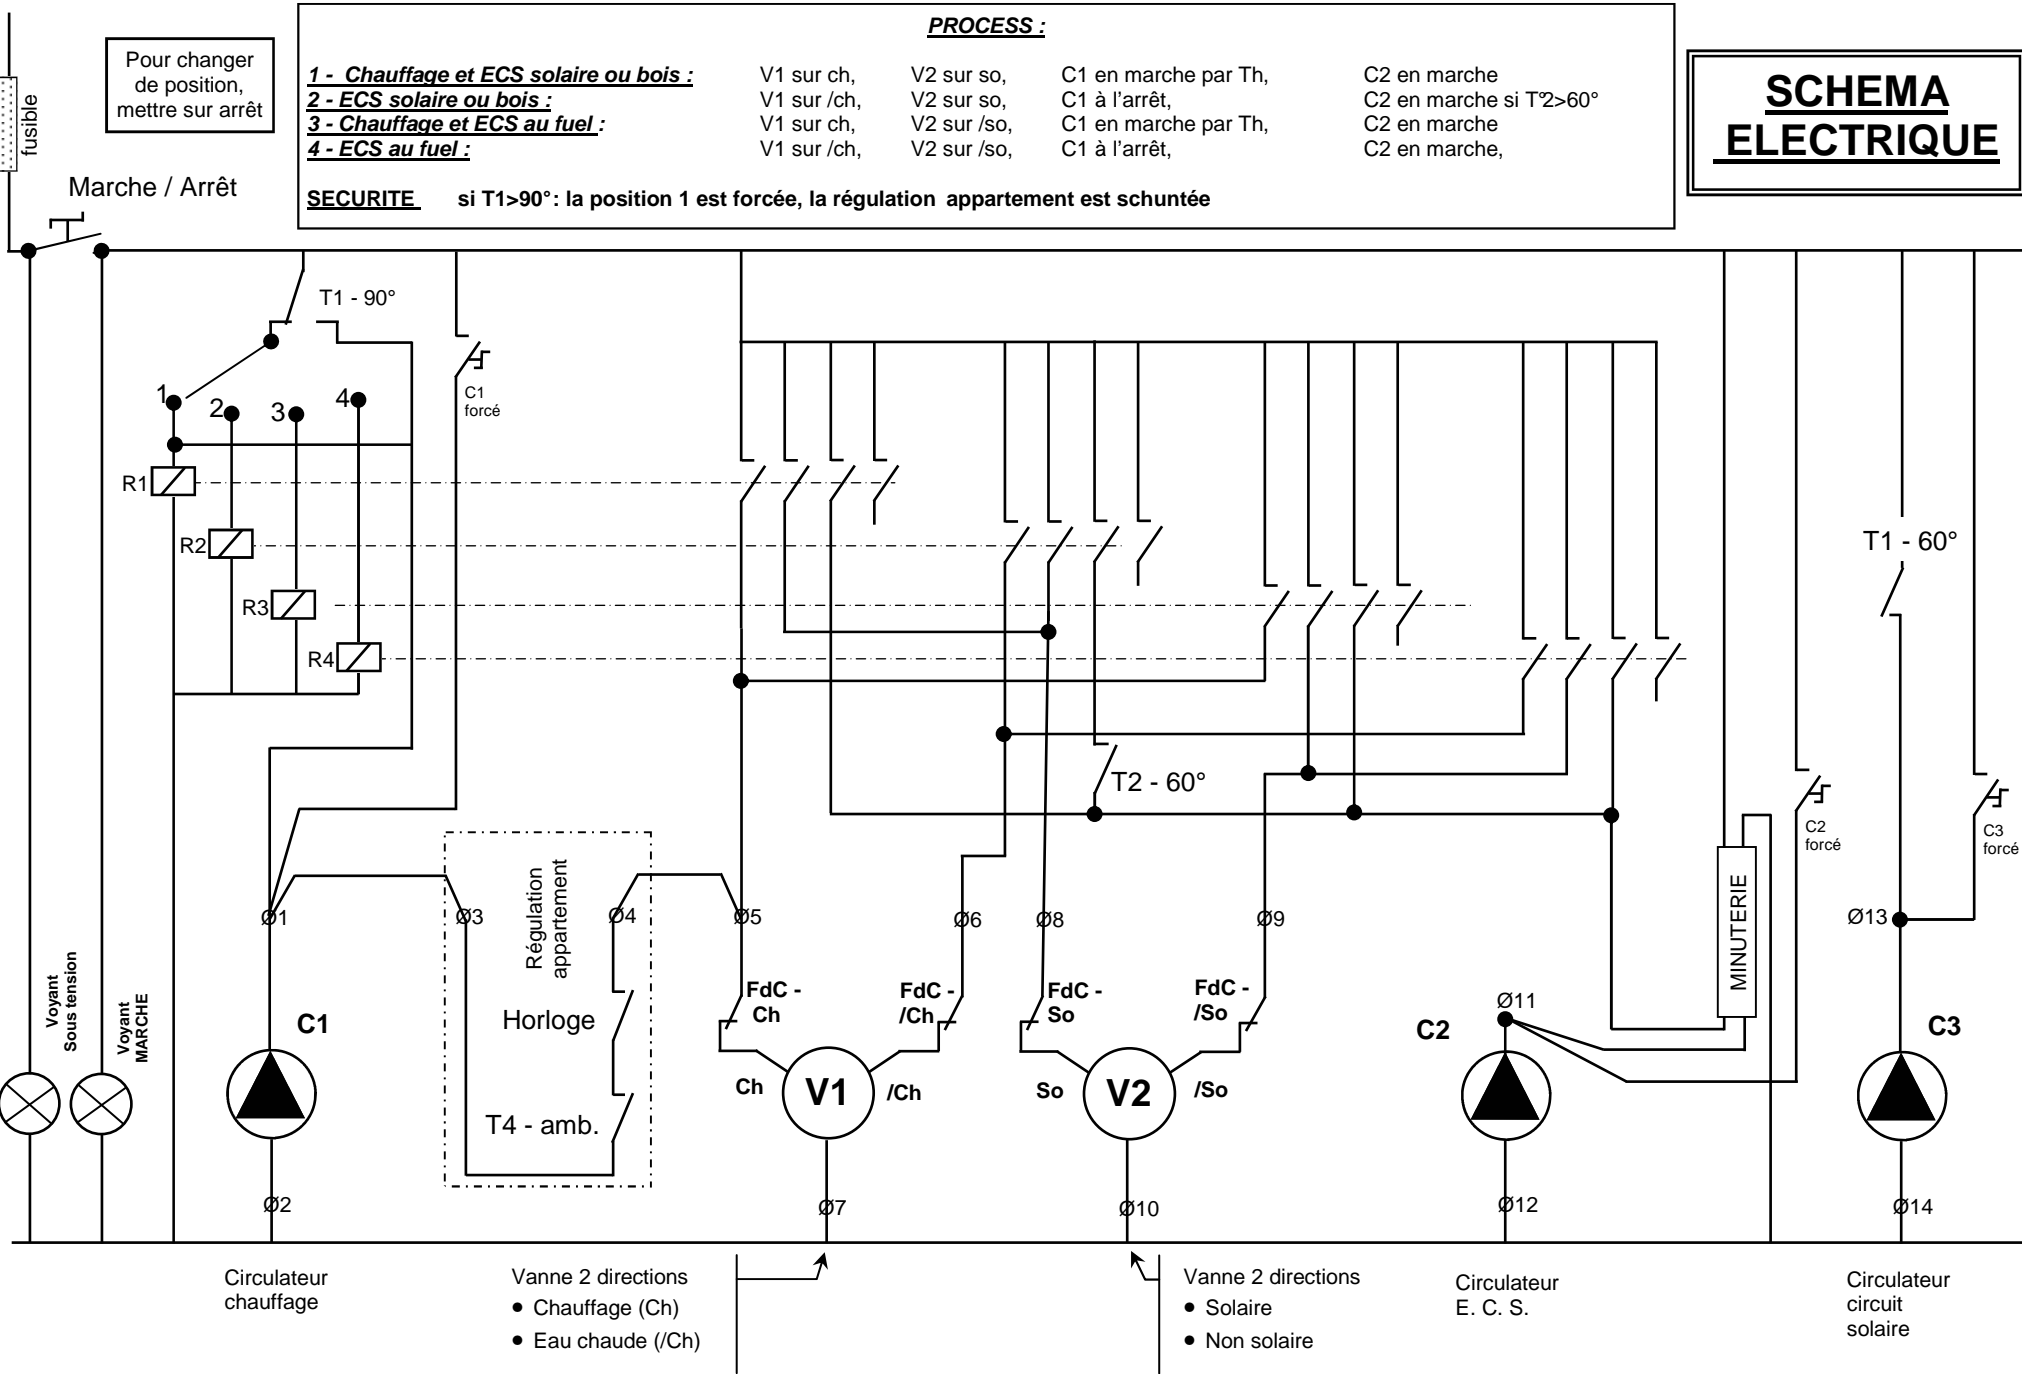 PROCESS :
Pour changer
de position,
mettre sur arrêt
1 - Chauffage et ECS solaire ou bois : V1 sur ch, V2 sur so, C1 en marche par Th, C2 en marche
2 - ECS solaire ou bois : V1 sur /ch, V2 sur so, C1 à l'arrêt, C2 en marche si T°2>60°
3 - Chauffage et ECS au fuel : V1 sur ch, V2 sur /so, C1 en marche par Th, C2 en marche
4 - ECS au fuel : V1 sur /ch, V2 sur /so, C1 à l'arrêt, C2 en marche,
SECURITE si T1>90° : la position 1 est forcée, la régulation appartement est schuntée
SCHEMA
ELECTRIQUE
fusible
Marche / Arrêt
T1 - 90°
C1
forcé
1
2
3
4
R1
R2
R3
R4
T1 - 60°
T2 - 60°
C2
forcé
C3
forcé
MINUTERIE
Régulation
appartement
Ø1
Ø3
Ø4
Ø5
Ø6
Ø8
Ø9
Ø13
Voyant
Sous tension
Voyant
MARCHE
C1
Horloge
T4 - amb.
FdC -
Ch
FdC -
/Ch
FdC -
So
FdC -
/So
Ø11
C2
C3
Ch
V1
/Ch
So
V2
/So
Ø2
Ø7
Ø10
Ø12
Ø14
Circulateur
chauffage
Vanne 2 directions
• Chauffage (Ch)
• Eau chaude (/Ch)
Vanne 2 directions
• Solaire
• Non solaire
Circulateur
E. C. S.
Circulateur
circuit
solaire